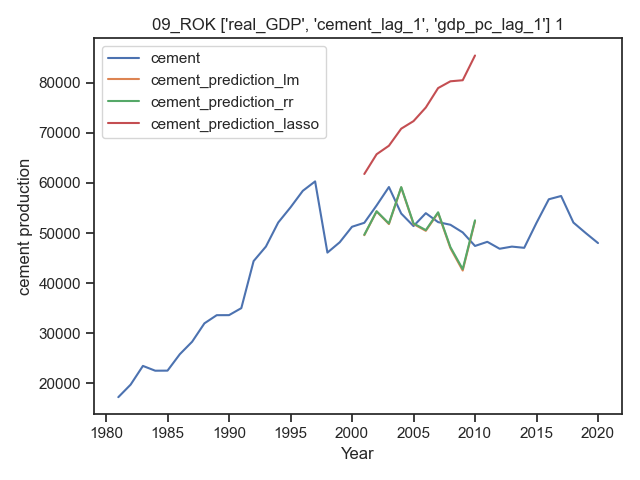 09_ROK ['real_GDP', 'cement_lag_1', 'gdp_pc_lag_1'] 1
cement
cement_prediction_lm
cement_prediction_rr
cement_prediction_lasso
cement production
80000
70000
60000
50000
40000
30000
20000
1980 1985 1990 1995 2000 2005 2010 2015 2020
Year